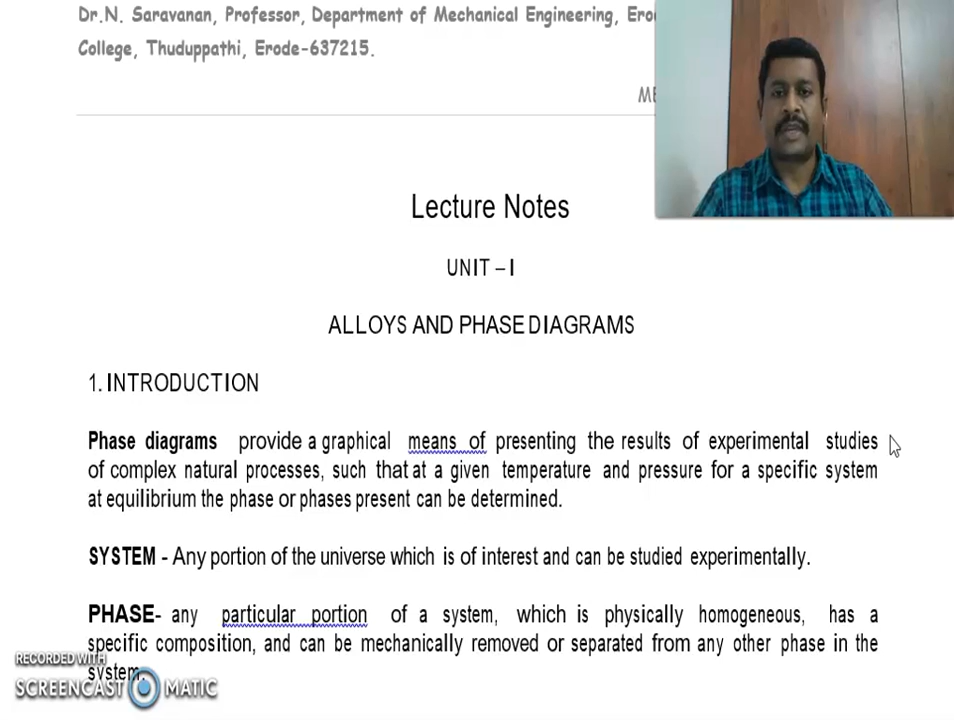 Dr.N. Saravanan, Professor, Department of Mechanical Engineering,
College, Thuduppathi, Erode-637215.
Lecture Notes
UNIT – I
ALLOYS AND PHASE DIAGRAMS
1. INTRODUCTION
Phase diagrams provide a graphical means of presenting the results of experimental studies
of complex natural processes, such that at a given temperature and pressure for a specific system
at equilibrium the phase or phases present can be determined.
SYSTEM - Any portion of the universe which is of interest and can be studied experimentally.
PHASE- any particular portion of a system, which is physically homogeneous, has a
specific composition, and can be mechanically removed or separated from any other phase in the
system.
RECORDED WITH
SCREENCAST MATIC